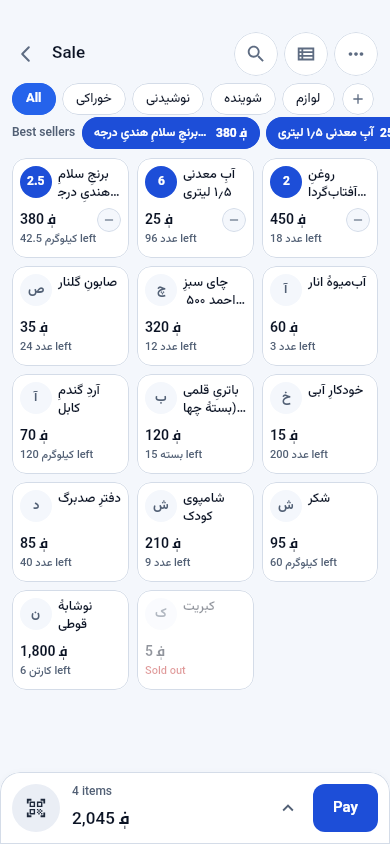 Sale
All
خوراکی
نوشیدنی
شوینده
لوازم
Best sellers
برنجِ سلامِ هندیِ درجه...
380 ؋
آبِ معدنی ۱٫۵ لیتری
2.5
برنجِ سلامِ
هندیِ درجـ...
380 ؋
42.5 کیلوگرم left
6
آبِ معدنی
۱٫۵ لیتری
25 ؋
96 عدد left
2
روغنِ
آفتاب‌گردا...
450 ؋
18 عدد left
ص
صابونِ گلنار
35 ؋
24 عدد left
چ
چای سبزِ
احمد ۵۰۰...
320 ؋
12 عدد left
آ
آب‌میوهٔ انار
60 ؋
3 عدد left
آ
آردِ گندمِ
کابل
70 ؋
120 کیلوگرم left
ب
باتریِ قلمی
(بستهٔ چها...
120 ؋
15 بسته left
خ
خودکارِ آبی
15 ؋
200 عدد left
د
دفترِ صدبرگ
85 ؋
40 عدد left
ش
شامپوی
کودک
210 ؋
9 عدد left
ش
شکر
95 ؋
60 کیلوگرم left
ن
نوشابهٔ
قوطی
1,800 ؋
6 کارتن left
ک
کبریت
5 ؋
Sold out
4 items
2,045 ؋
Pay